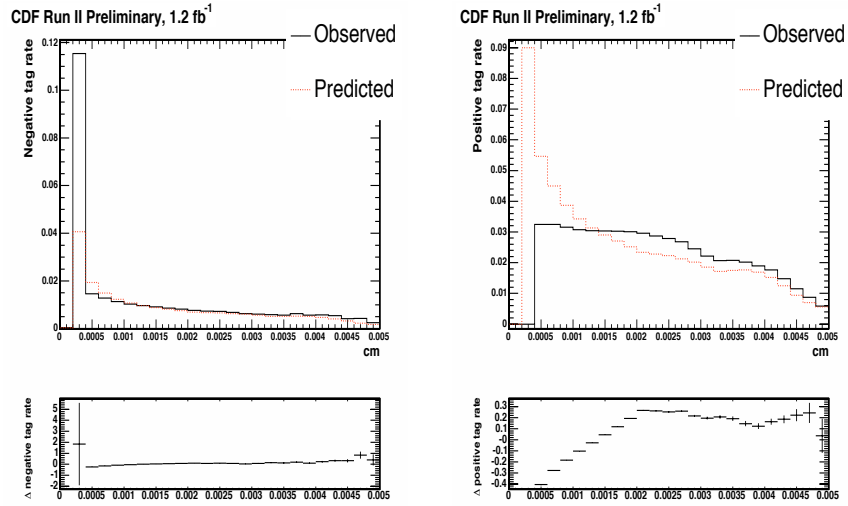 CDF Run II Preliminary, 1.2 fb-1
Observed
Predicted
Negative tag rate
0.12
0.1
0.08
0.06
0.04
0.02
0
0 0.0005 0.001 0.0015 0.002 0.0025 0.003 0.0035 0.004 0.0045 0.005
cm
Δ negative tag rate
5
4
3
2
1
0
-1
-2
0 0.0005 0.001 0.0015 0.002 0.0025 0.003 0.0035 0.004 0.0045 0.005
CDF Run II Preliminary, 1.2 fb-1
Observed
Predicted
Positive tag rate
0.09
0.08
0.07
0.06
0.05
0.04
0.03
0.02
0.01
0
0 0.0005 0.001 0.0015 0.002 0.0025 0.003 0.0035 0.004 0.0045 0.005
cm
Δ positive tag rate
0.3
0.2
0.1
-0
-0.1
-0.2
-0.3
-0.4
0 0.0005 0.001 0.0015 0.002 0.0025 0.003 0.0035 0.004 0.0045 0.005